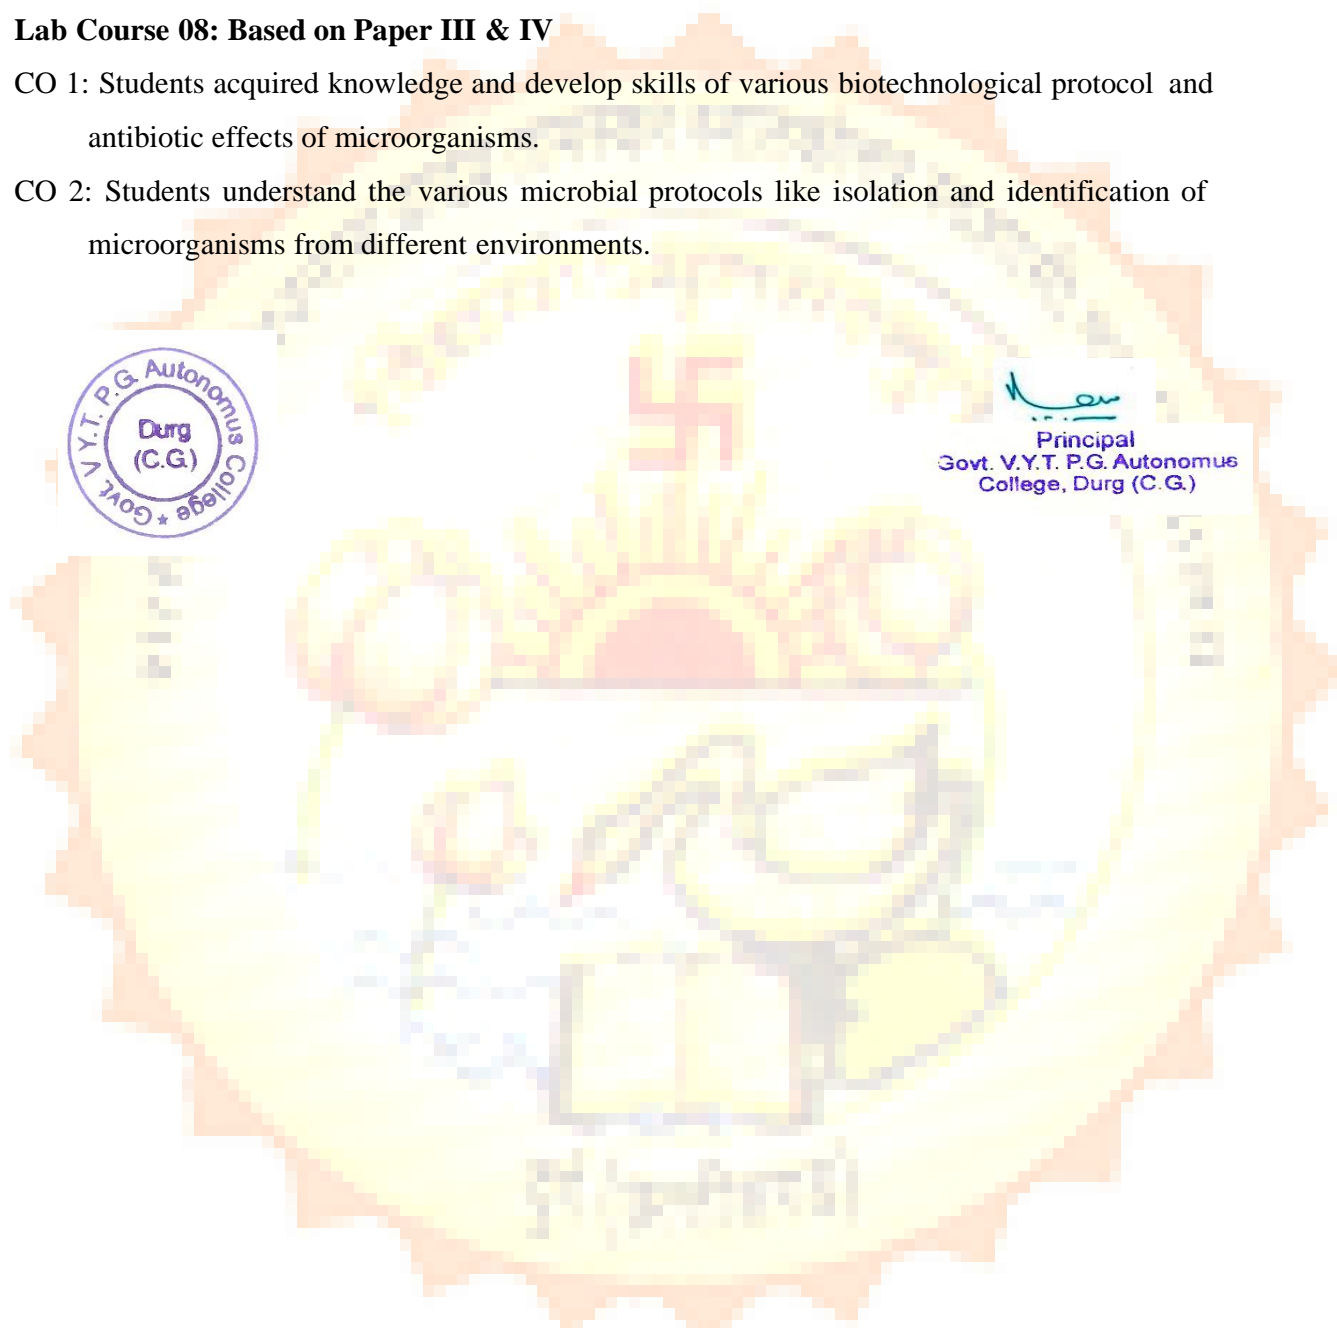 Lab Course 08: Based on Paper III & IV
CO 1: Students acquired knowledge and develop skills of various biotechnological protocol and
antibiotic effects of microorganisms.
CO 2: Students understand the various microbial protocols like isolation and identification of
microorganisms from different environments.
Govt. V.Y.T. P.G. Autonomus College
Durg
(C.G.)
Principal
Govt. V.Y.T. P.G. Autonomus
College, Durg (C.G.)